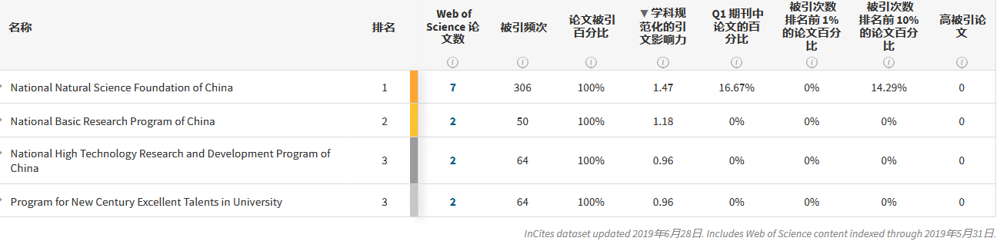 名称
排名
Web of
Science 论
文数
被引频次
论文被引
百分比
▼学科规
范化的引
文影响力
Q1 期刊中
论文的百
分比
被引次数
排名前 1%
的论文百分
比
被引次数
排名前 10%
的论文百分
比
高被引论
文
National Natural Science Foundation of China 1 7 306 100% 1.47 16.67% 0% 14.29% 0
National Basic Research Program of China 2 2 50 100% 1.18 0% 0% 0% 0
National High Technology Research and Development Program of
China
3 2 64 100% 0.96 0% 0% 0% 0
Program for New Century Excellent Talents in University 3 2 64 100% 0.96 0% 0% 0% 0
InCites dataset updated 2019年6月28日. Includes Web of Science content indexed through 2019年5月31日.